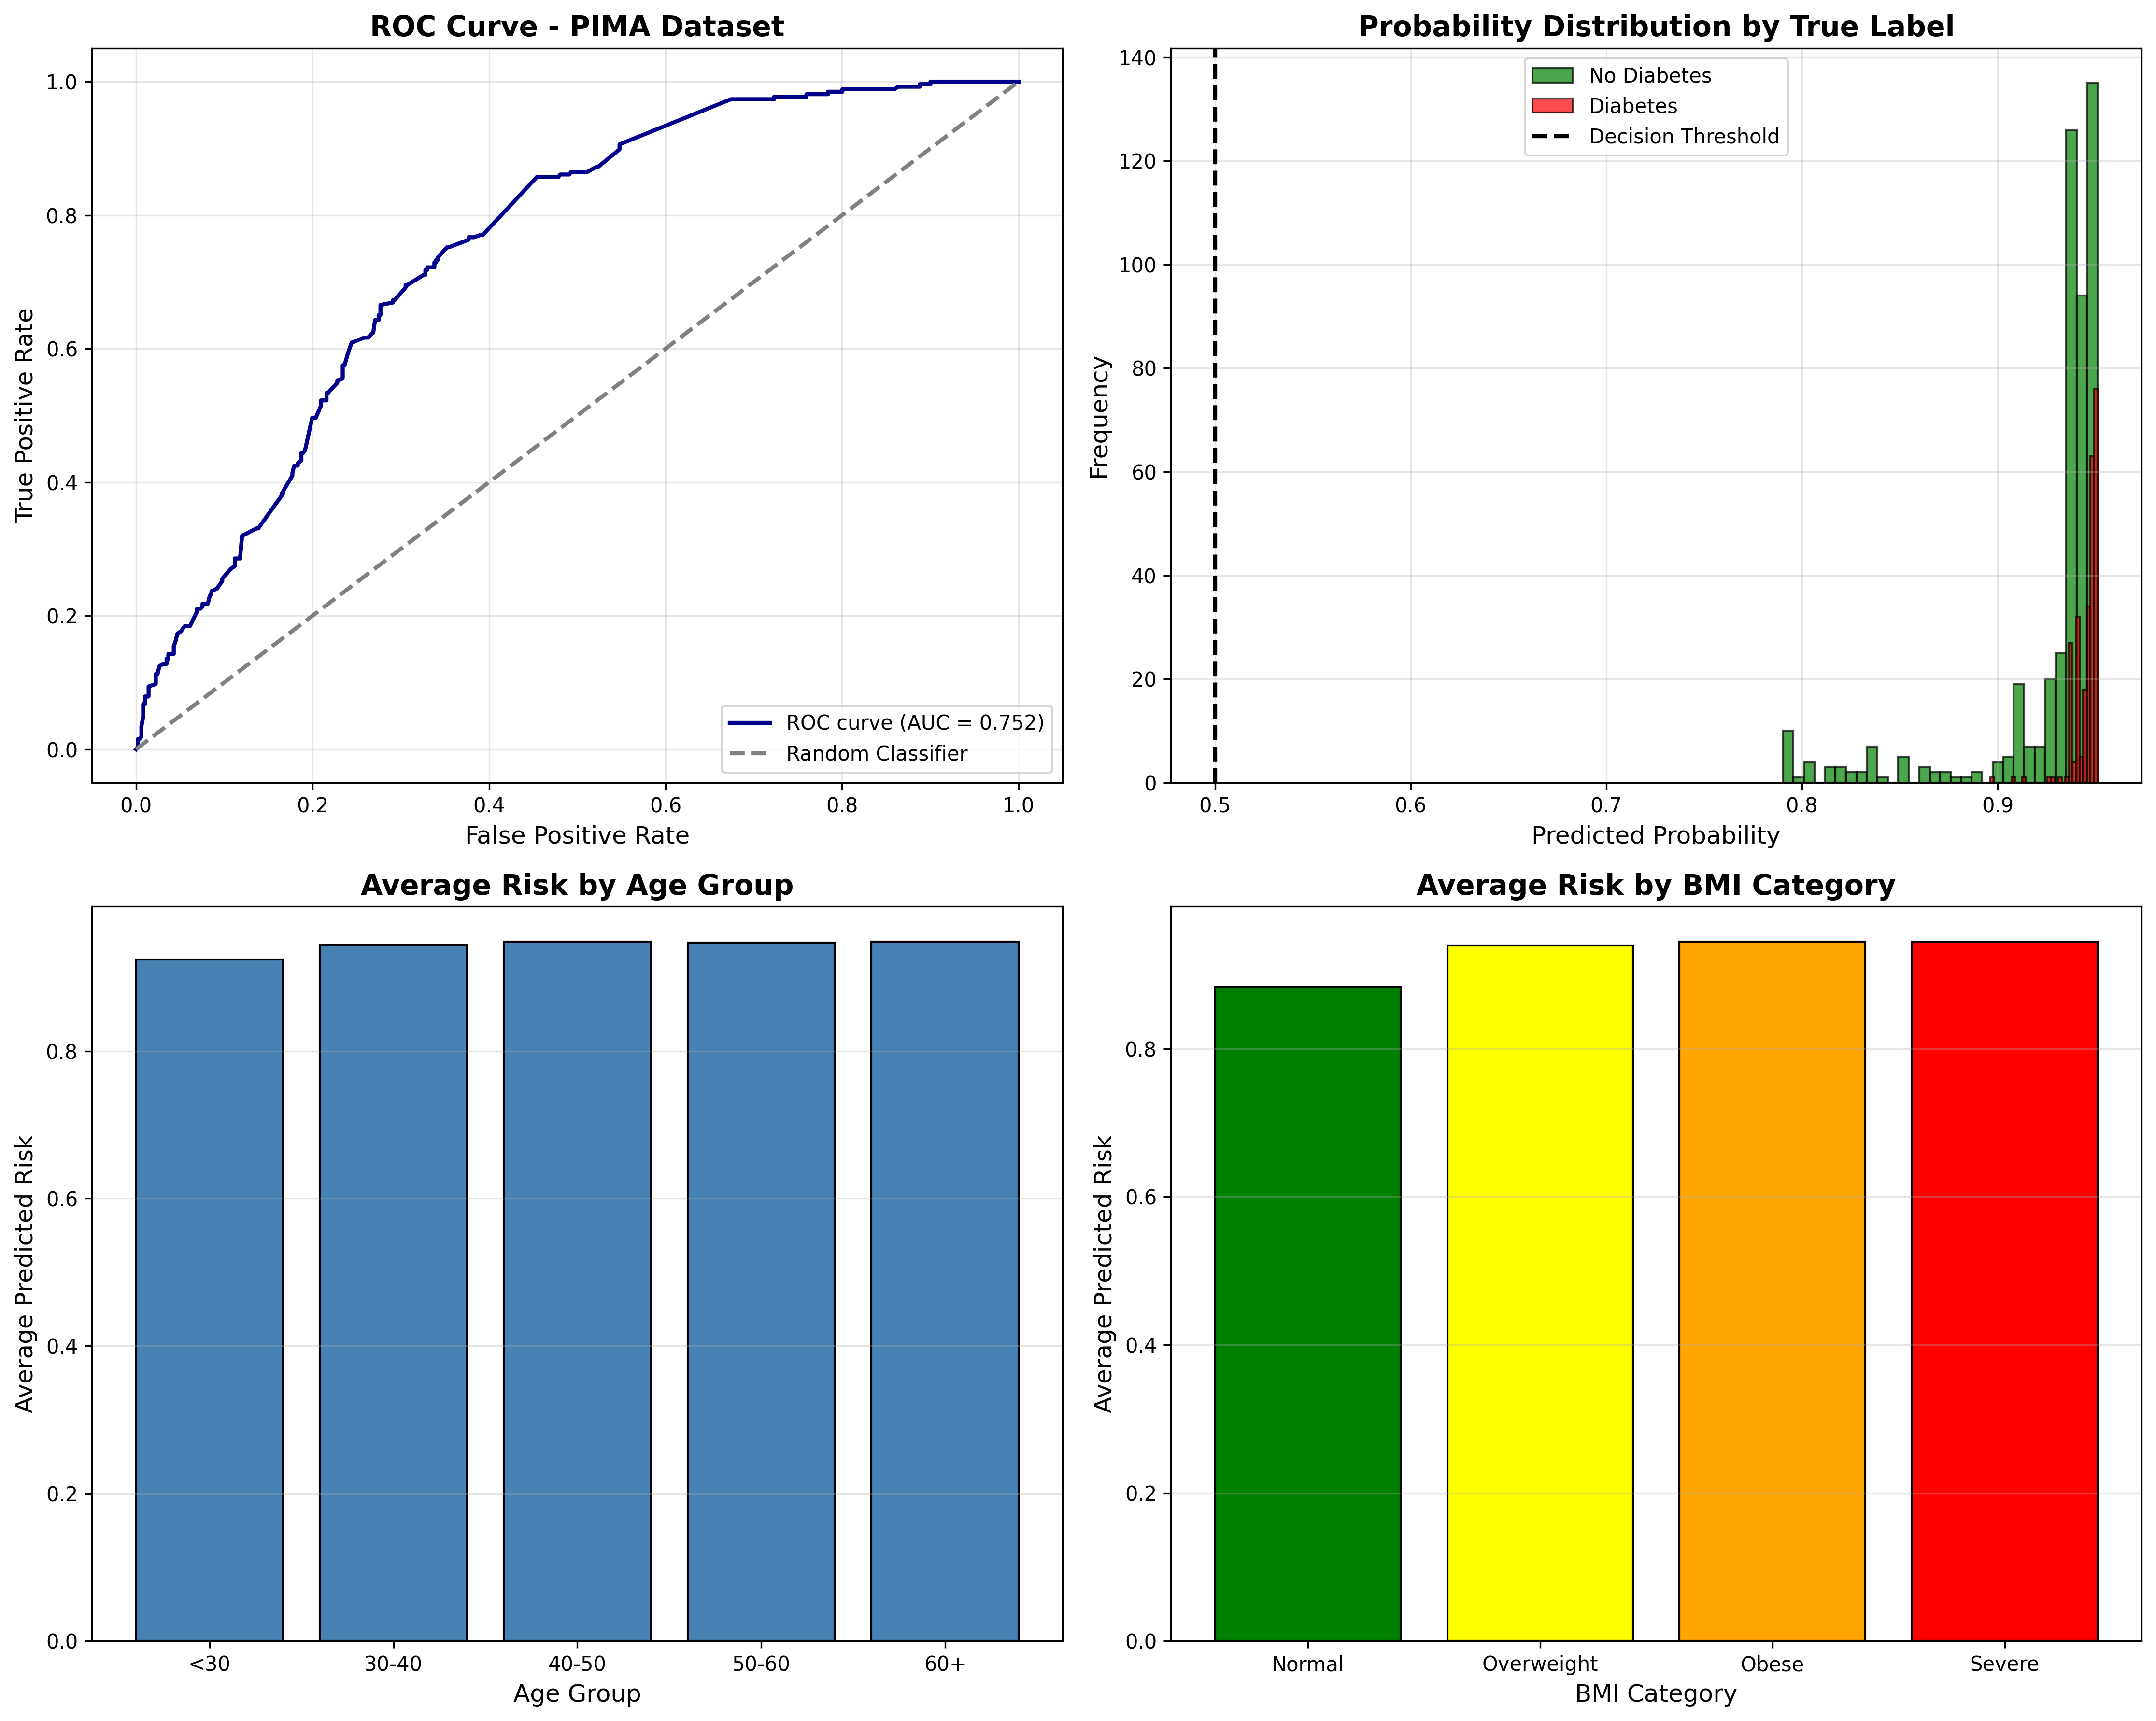 ROC Curve - PIMA Dataset
True Positive Rate
1.0
0.8
0.6
0.4
0.2
0.0
ROC curve (AUC = 0.752)
Random Classifier
0.0 0.2 0.4 0.6 0.8 1.0
False Positive Rate
Probability Distribution by True Label
Frequency
140
120
100
80
60
40
20
0
No Diabetes
Diabetes
Decision Threshold
0.5 0.6 0.7 0.8 0.9
Predicted Probability
Average Risk by Age Group
Average Predicted Risk
0.8
0.6
0.4
0.2
0.0
<30 30-40 40-50 50-60 60+
Age Group
Average Risk by BMI Category
Average Predicted Risk
0.8
0.6
0.4
0.2
0.0
Normal Overweight Obese Severe
BMI Category